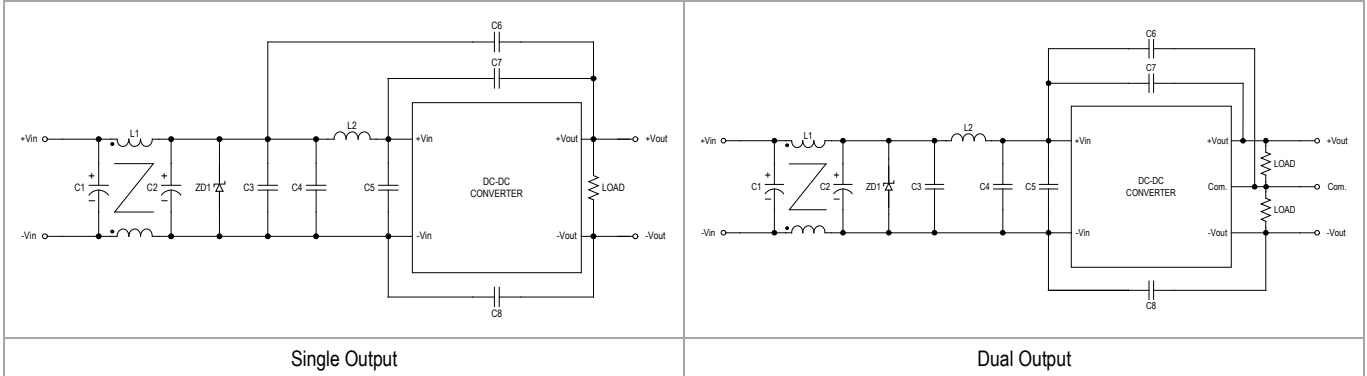 C6
C7
L1
L2
+Vin
+Vin
+Vout
+Vout
C1
+
C2
+
ZD1
C3
C4
C5
DC-DC
CONVERTER
LOAD
-Vin
-Vin
-Vout
-Vout
C8
Single Output
C6
C7
L1
L2
+Vin
+Vin
+Vout
+Vout
LOAD
C1
+
C2
+
ZD1
C3
C4
C5
DC-DC
CONVERTER
Com.
Com.
LOAD
-Vin
-Vin
-Vout
-Vout
C8
Dual Output